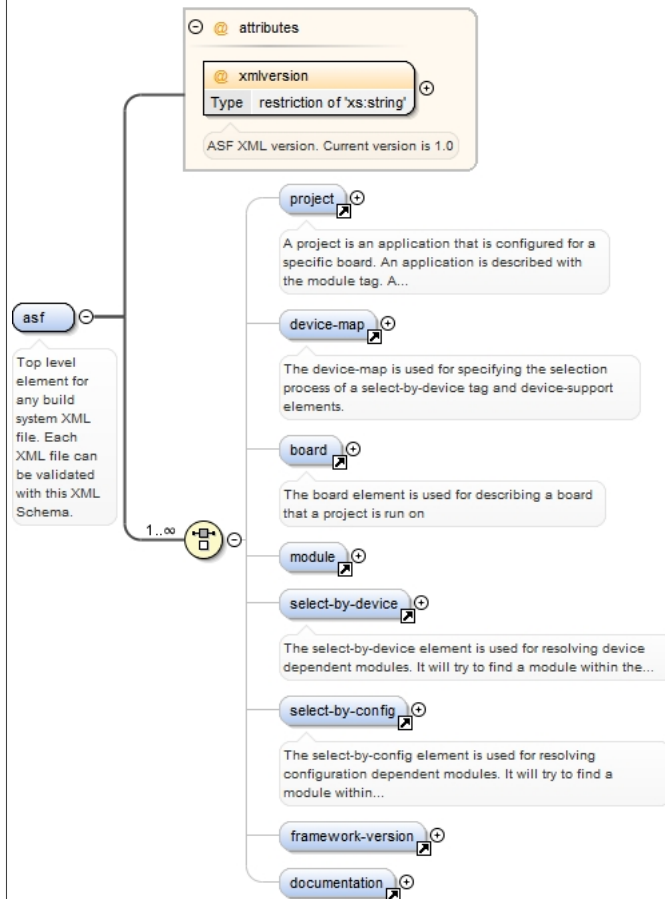 @ attributes
@ xmlversion
Type restriction of 'xs:string'
ASF XML version. Current version is 1.0
project
A project is an application that is configured for a
specific board. An application is described with
the module tag. A...
asf
Top level
element for
any build
system XML
file. Each
XML file can
be validated
with this XML
Schema.
device-map
The device-map is used for specifying the selection
process of a select-by-device tag and device-support
elements.
board
The board element is used for describing a board
that a project is run on
1..∞
module
select-by-device
The select-by-device element is used for resolving device
dependent modules. It will try to find a module within the...
select-by-config
The select-by-config element is used for resolving
configuration dependent modules. It will try to find a
module within...
framework-version
documentation